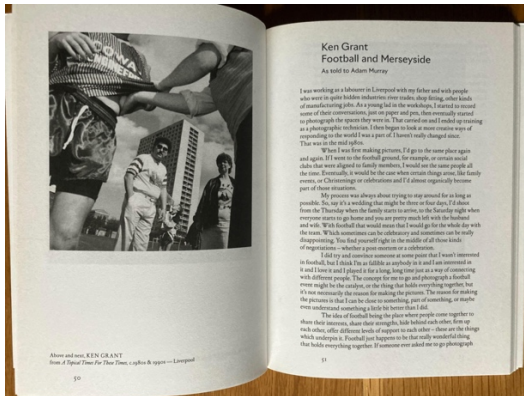 COWA
Above and next, KEN GRANT
from A Topical Times For These Times, c.1980s & 1990s — Liverpool
50
Ken Grant
Football and Merseyside
As told to Adam Murray
I was working as a labourer in Liverpool with my father and with people
who were in quite hidden industries: river trades, shop fitting, other kinds
of manufacturing jobs. As a young lad in the workshops, I started to record
some of their conversations, just on paper and pen, then eventually started
to photograph the spaces they were in. That carried on and I ended up training
as a photographic technician. I then began to look at more creative ways of
responding to the world I was a part of. I haven't really changed since.
That was in the mid 1980s.
When I was first making pictures, I'd go to the same place again
and again. If I went to the football ground, for example, or certain social
clubs that were aligned to family members, I would see the same people all
the time. Eventually, it would be the case when certain things arose, like family
events, or Christenings or celebrations and I'd almost organically become
part of those situations.
My process was always about trying to stay around for as long as
possible. So, say it's a wedding that might be three or four days, I'd shoot
from the Thursday when the family starts to arrive, to the Saturday night when
everyone starts to go home and you are pretty much left with the husband
and wife. With football that would mean that I would go for the whole day with
the team. Which sometimes can be celebratory and sometimes can be really
disappointing. You find yourself right in the middle of all those kinds
of negotiations – whether a post-mortem or a celebration.
I did try and convince someone at some point that I wasn't interested
in football, but I think I'm as fallible as anybody in it and I am interested in
it and I love it and I played it for a long, long time just as a way of connecting
with different people. The concept for me to go and photograph a football
event might be the catalyst, or the thing that holds everything together, but
it's not necessarily the reason for making the pictures. The reason for making
the pictures is that I can be close to something, part of something, or maybe
even understand something a little bit better than I did.
The idea of football being the place where people come together to
share their interests, share their strengths, hide behind each other, firm up
each other, offer different levels of support to each other – these are the things
which underpin it. Football just happens to be that really wonderful thing
that holds everything together. If someone ever asked me to go photograph
51